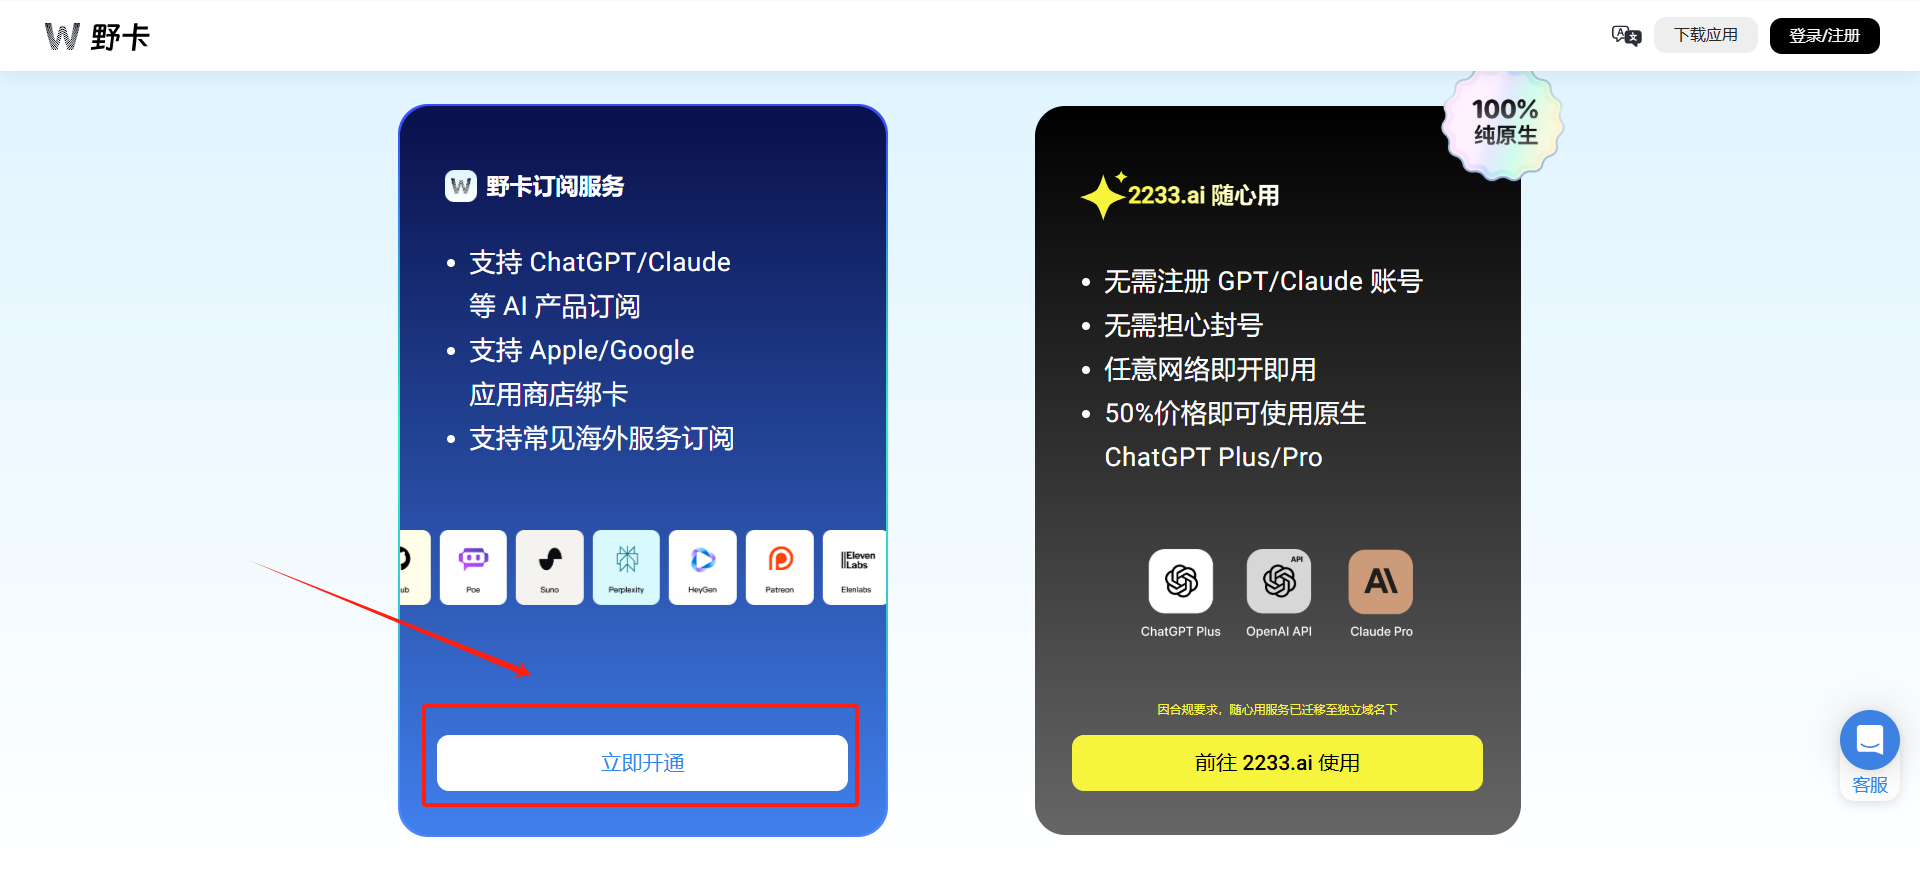 野卡
下载应用
登录/注册
野卡订阅服务
支持 ChatGPT/Claude
等 AI 产品订阅
支持 Apple/Google
应用商店绑卡
支持常见海外服务订阅
ub
Poe
Suno
Perplexity
HeyGen
Patreon
||Eleven
Labs
Elenlabs
立即开通
100%
纯原生
2233.ai 随心用
无需注册 GPT/Claude 账号
无需担心封号
任意网络即开即用
50%价格即可使用原生
ChatGPT Plus/Pro
API
ChatGPT Plus
OpenAI API
Claude Pro
因合规要求，随心用服务已迁移至独立域名下
前往 2233.ai 使用
客服